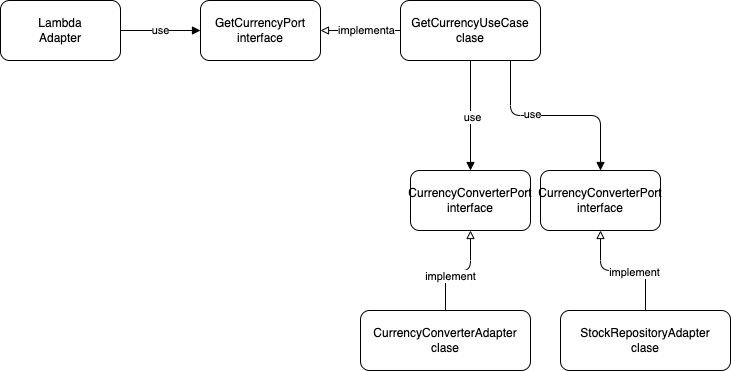 Lambda
Adapter
use
GetCurrencyPort
interface
implementa
GetCurrencyUseCase
clase
use
use
CurrencyConverterPort
interface
CurrencyConverterPort
interface
implement
implement
CurrencyConverterAdapter
clase
StockRepositoryAdapter
clase